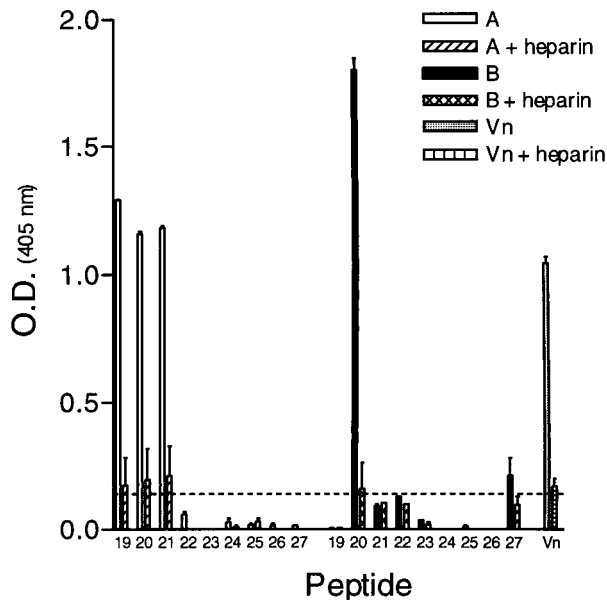 2.0
1.5
1.0
0.5
0.0
O.D. (405 nm)
A
A + heparin
B
B + heparin
Vn
Vn + heparin
19 20 21 22 23 24 25 26 27 19 20 21 22 23 24 25 26 27 Vn
Peptide